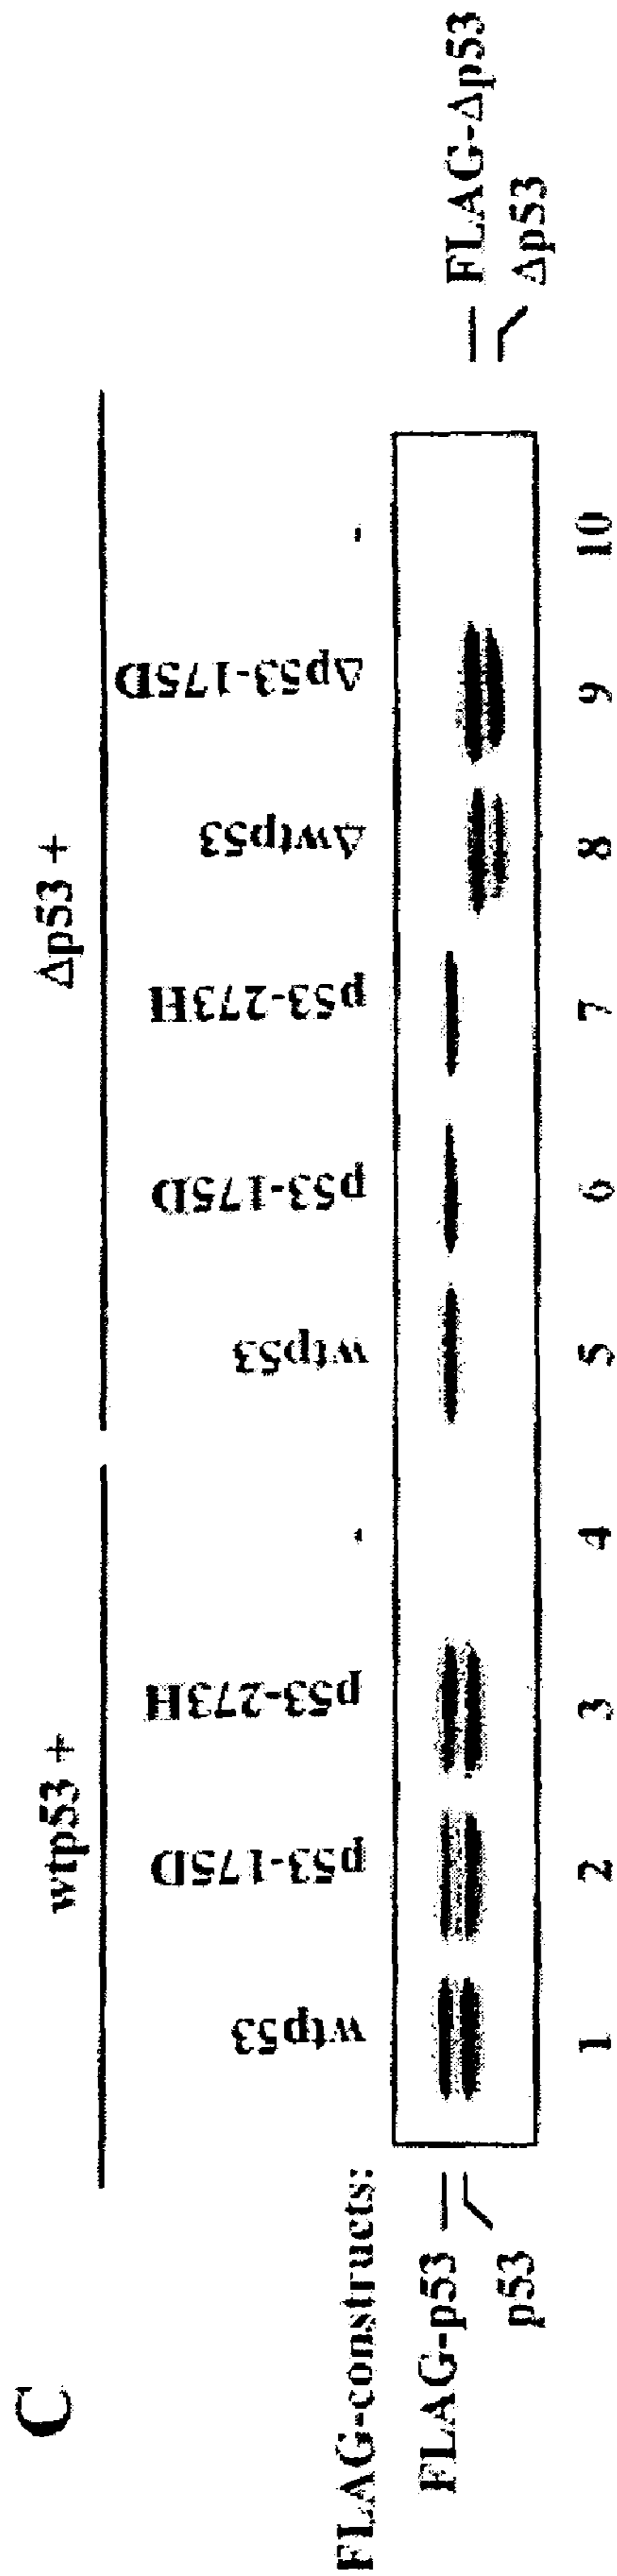 C
wtp53 +
Δp53 +
FLAG-constructs:
wtp53
p53-175D
p53-273H
-
wtp53
p53-175D
p53-273H
Δwtp53
Δp53-175D
-
FLAG-p53
p53
FLAG-Δp53
Δp53
1 2 3 4 5 6 7 8 9 10